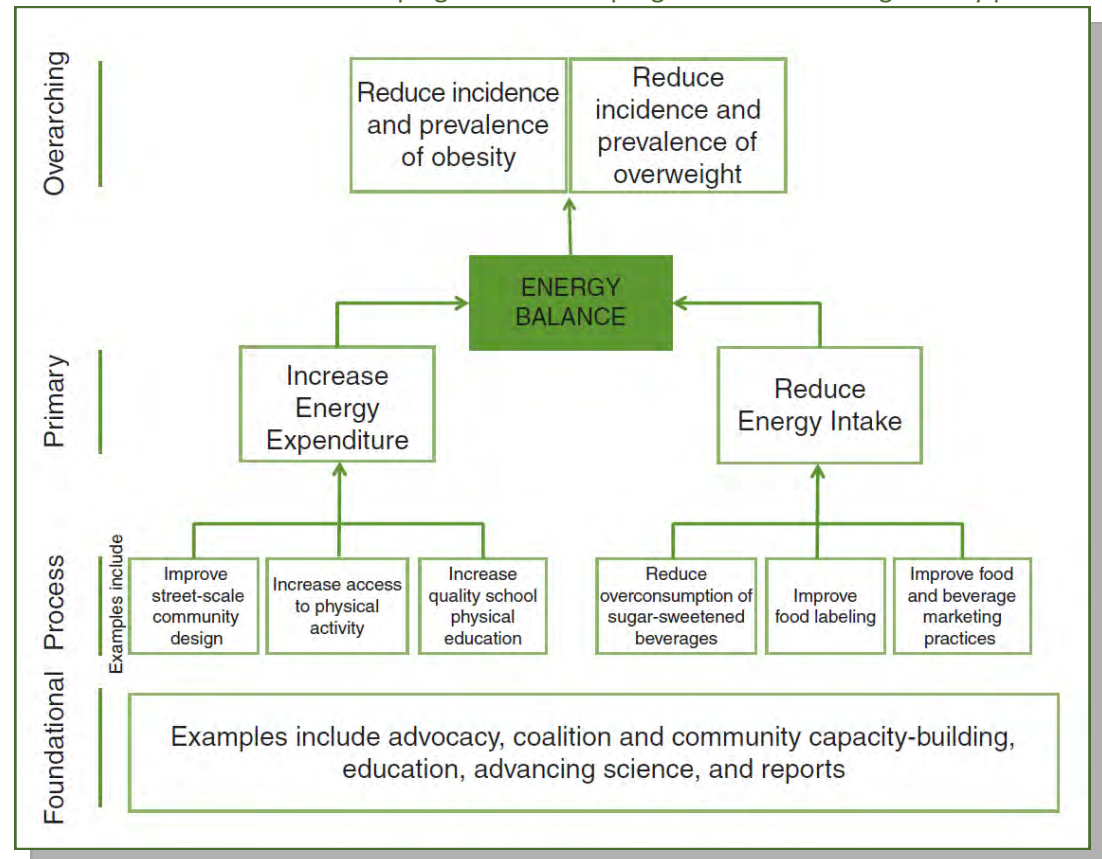 Overarching
Reduce incidence
and prevalence
of obesity
Reduce
incidence and
prevalence of
overweight
ENERGY
BALANCE
Primary
Increase
Energy
Expenditure
Reduce
Energy Intake
Process
Examples include
Improve
street-scale
community
design
Increase access
to physical
activity
Increase
quality school
physical
education
Reduce
overconsumption of
sugar-sweetened
beverages
Improve
food labeling
Improve food
and beverage
marketing
practices
Foundational
Examples include advocacy, coalition and community capacity-building,
education, advancing science, and reports